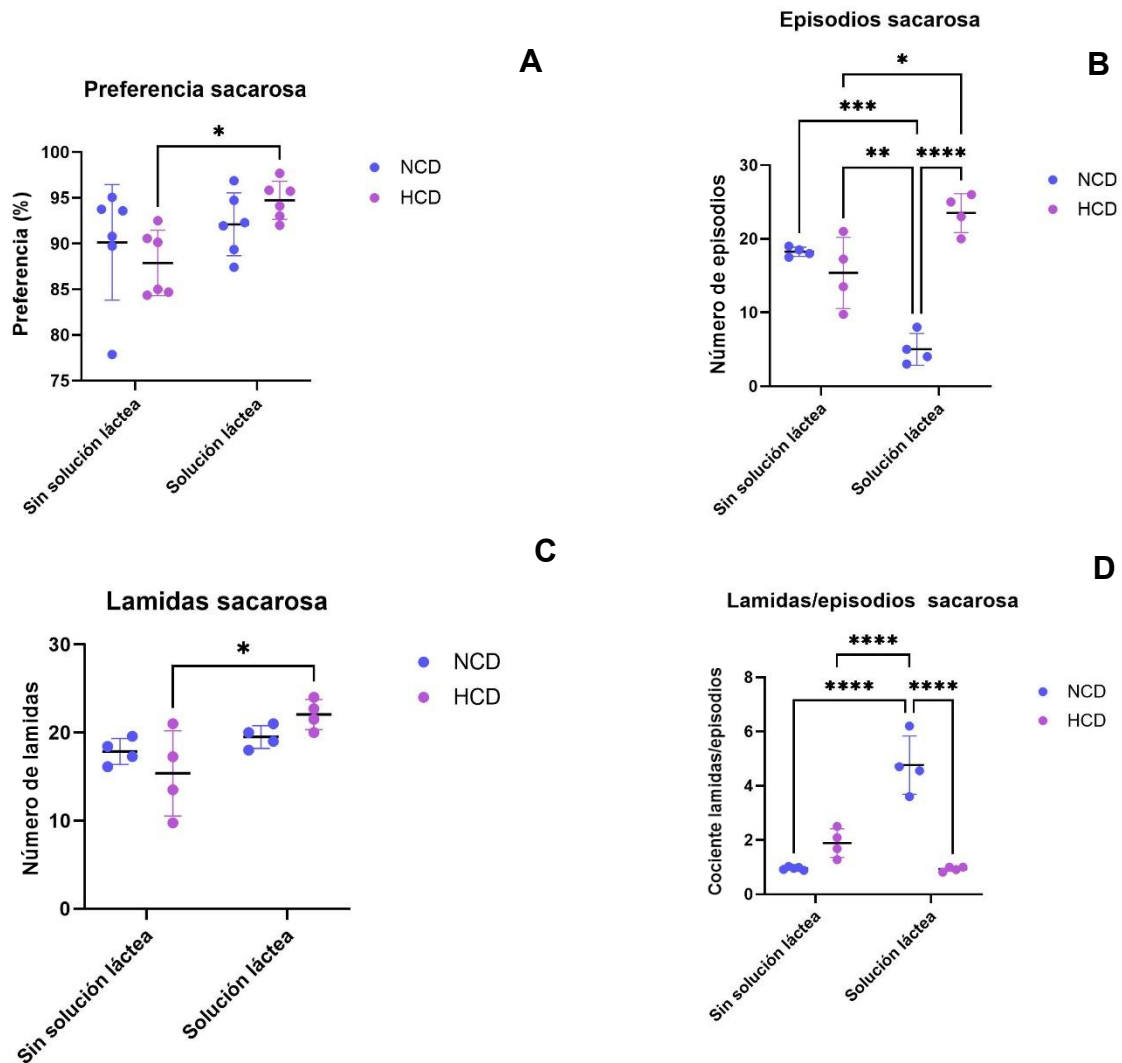 A
Preferencia sacarosa
*
100
95
90
85
80
75
Preferencia (%)
NCD
HCD
Sin solución láctea
Solución láctea
B
Episodios sacarosa
*
***
** ****
30
20
10
0
Número de episodios
NCD
HCD
Sin solución láctea
Solución láctea
C
Lamidas sacarosa
*
30
20
10
0
Número de lamidas
NCD
HCD
Sin solución láctea
Solución láctea
D
Lamidas/episodios sacarosa
****
**** ****
8
6
4
2
0
Cociente lamidas/episodios
NCD
HCD
Sin solución láctea
Solución láctea